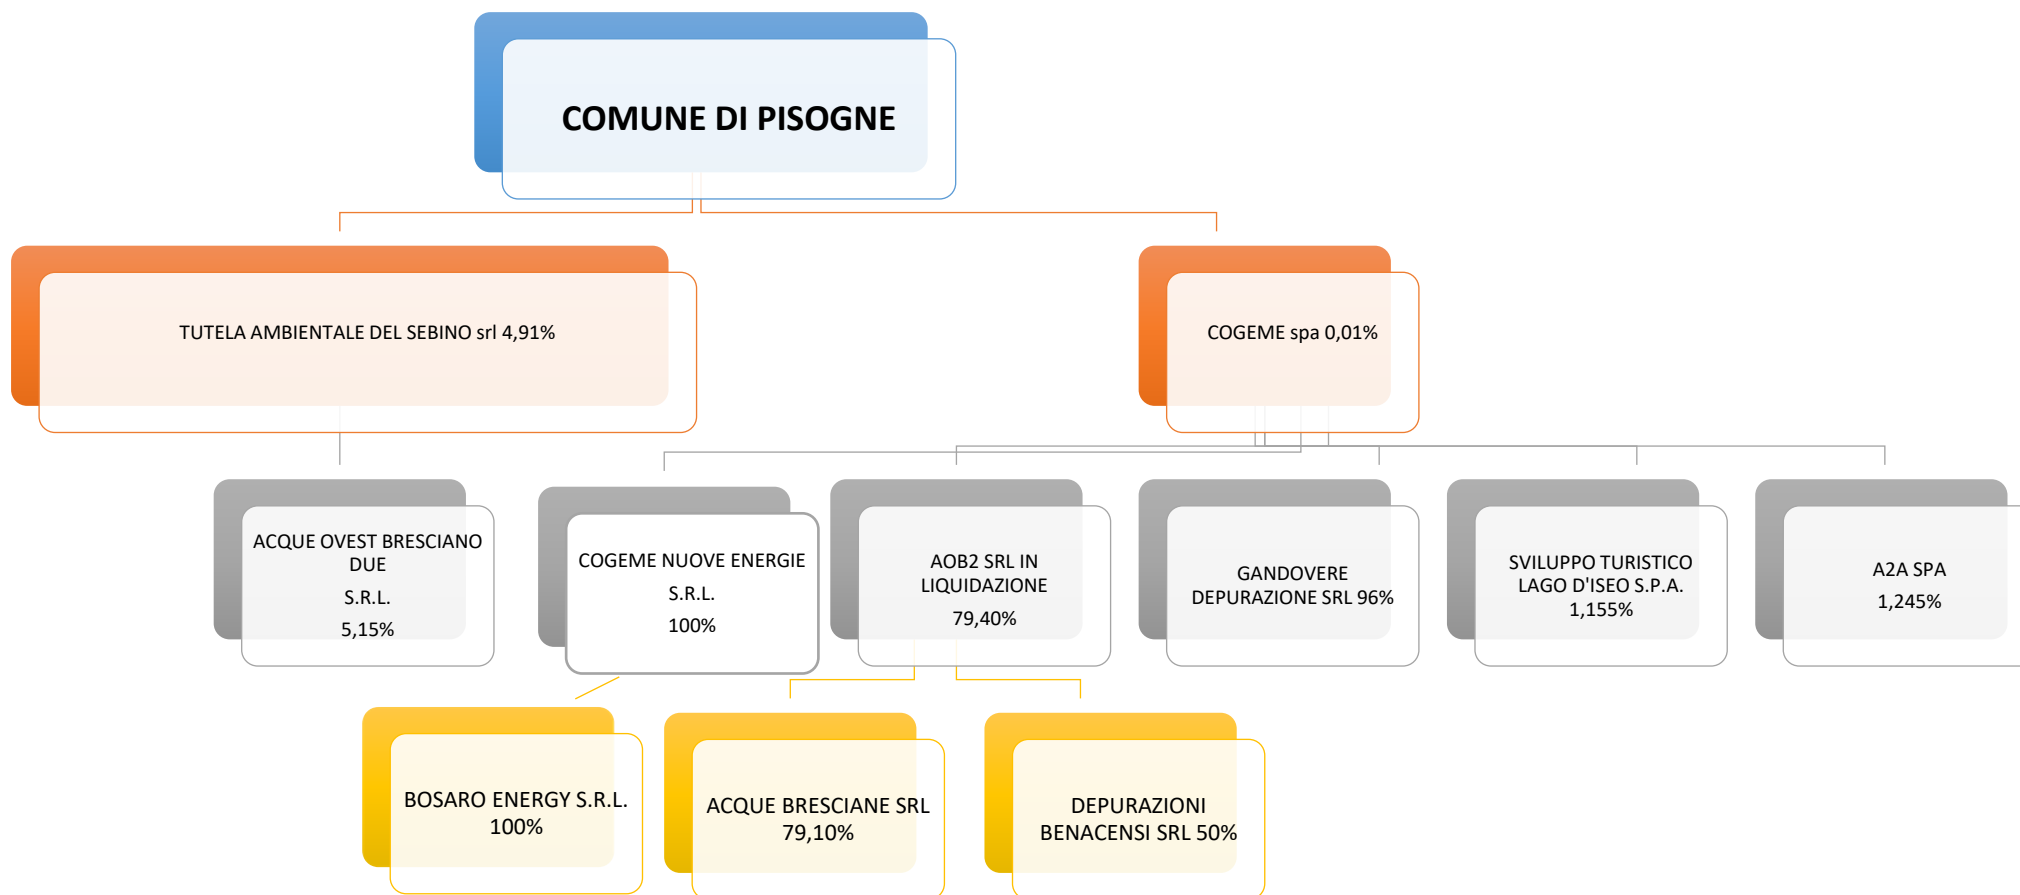 COMUNE DI PISOGNE
TUTELA AMBIENTALE DEL SEBINO srl 4,91%
COGEME spa 0,01%
ACQUE OVEST BRESCIANO
DUE
S.R.L.
5,15%
COGEME NUOVE ENERGIE
S.R.L.
100%
AOB2 SRL IN
LIQUIDAZIONE
79,40%
GANDOVERE
DEPURAZIONE SRL 96%
SVILUPPO TURISTICO
LAGO D'ISEO S.P.A.
1,155%
A2A SPA
1,245%
BOSARO ENERGY S.R.L.
100%
ACQUE BRESCIANE SRL
79,10%
DEPURAZIONI
BENACENSI SRL 50%